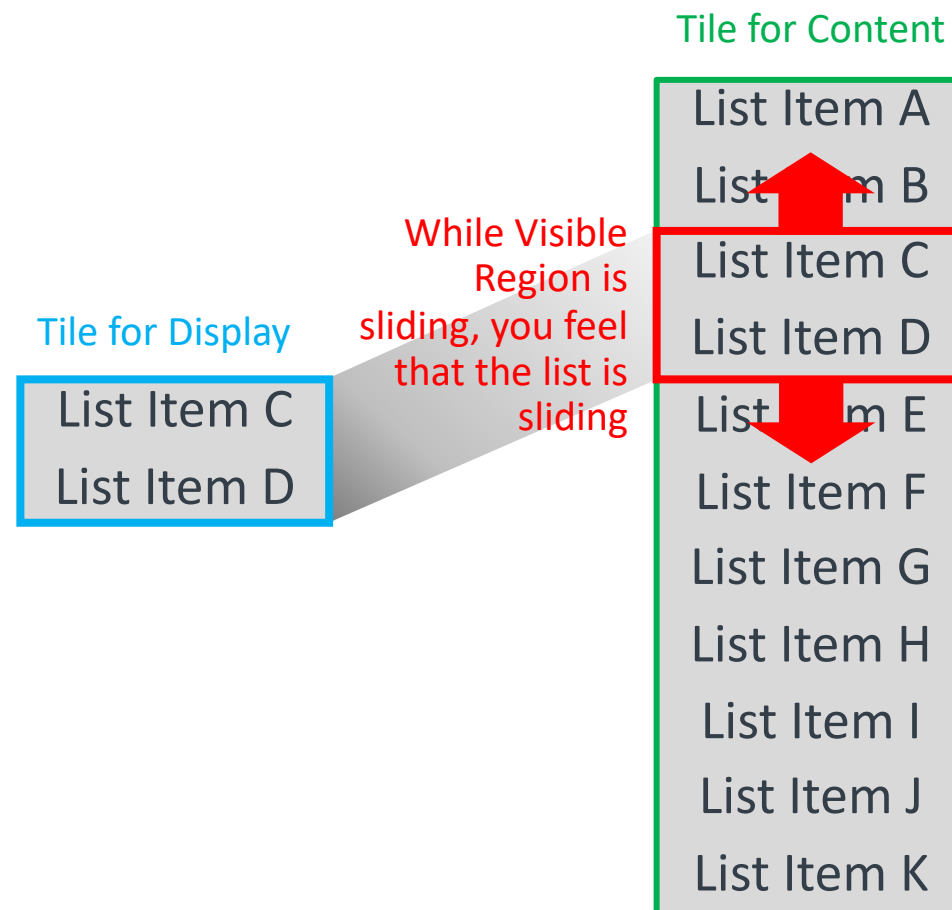 Tile for Content
List Item A
List Item B
While Visible
Region is
sliding, you feel
that the list is
sliding
List Item C
List Item D
Tile for Display
List Item C
List Item D
List Item E
List Item F
List Item G
List Item H
List Item I
List Item J
List Item K